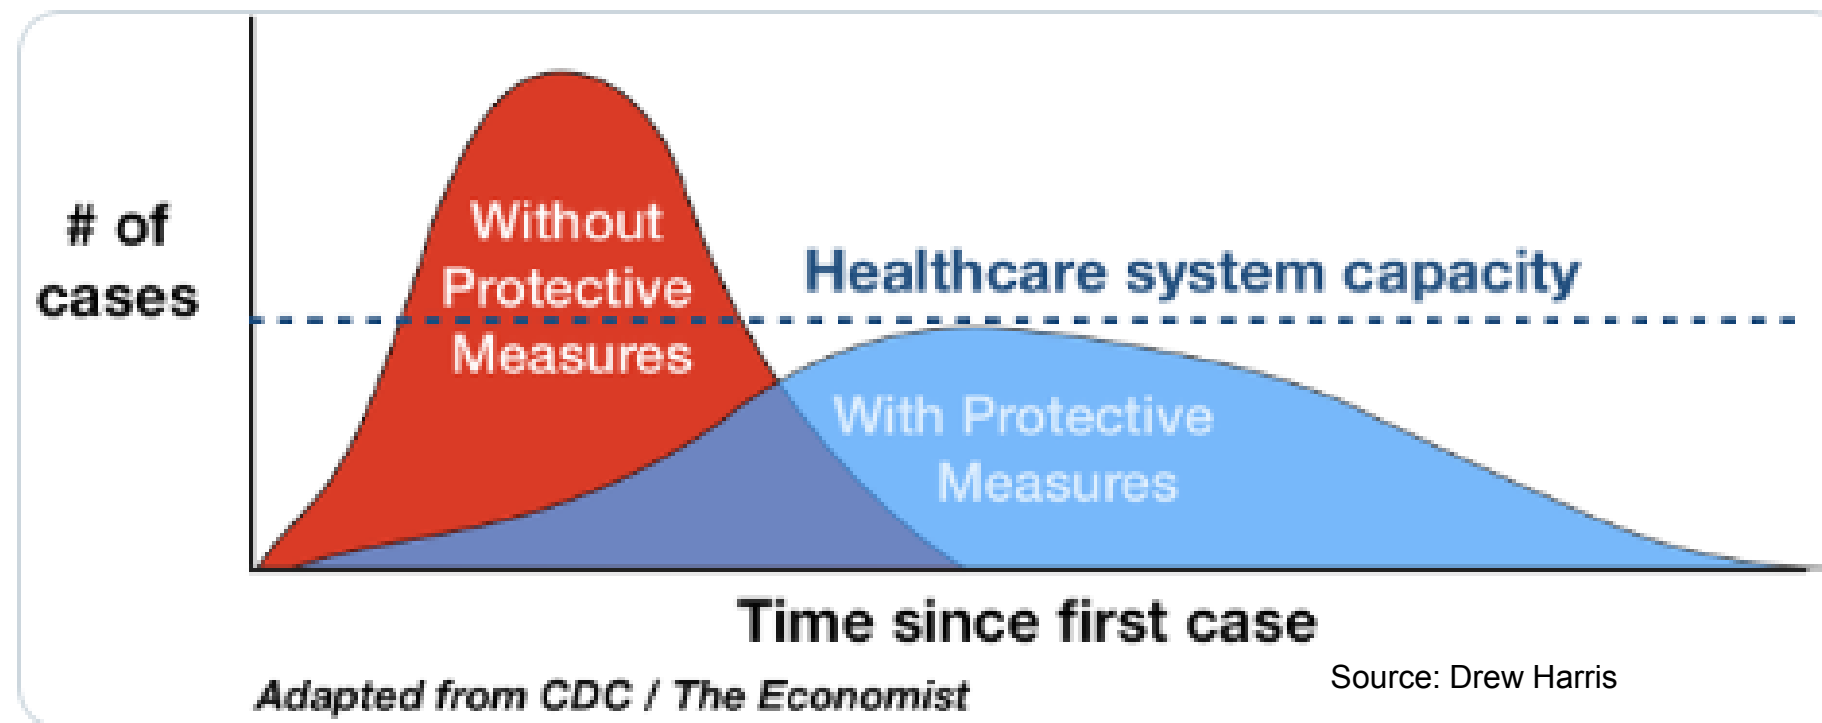 # of
cases
Without
Protective
Measures
Healthcare system capacity
With Protective
Measures
Time since first case
Adapted from CDC / The Economist
Source: Drew Harris